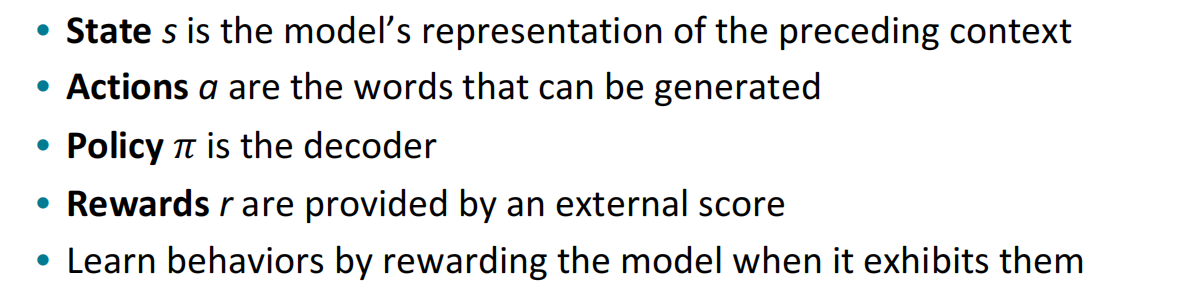 • State s is the model’s representation of the preceding context
• Actions a are the words that can be generated
• Policy π is the decoder
• Rewards r are provided by an external score
• Learn behaviors by rewarding the model when it exhibits them